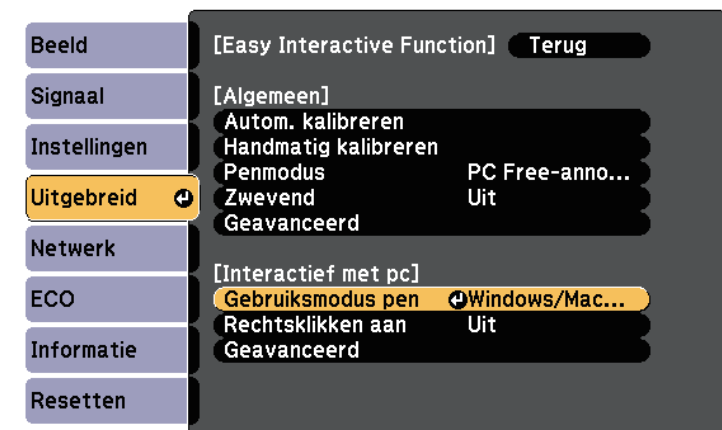 Beeld
Signaal
Instellingen
Uitgebreid
Netwerk
ECO
Informatie
Resetten
[Easy Interactive Function] Terug
[Algemeen]
Autom. kalibreren
Handmatig kalibreren
Penmodus PC Free-anno...
Zwevend Uit
Geavanceerd
[Interactief met pc]
Gebruiksmodus pen Windows/Mac...
Rechtsklikken aan Uit
Geavanceerd